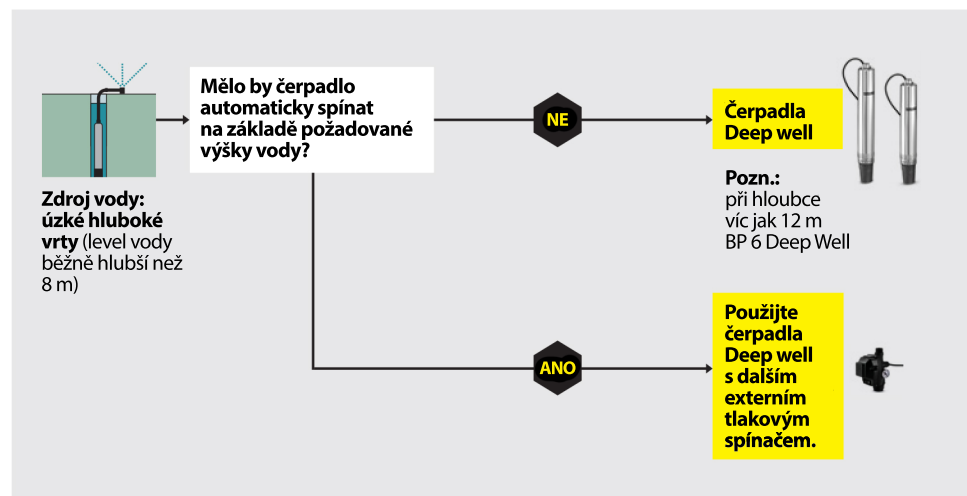 Zdroj vody:
úzké hluboké
vrty (level vody
běžně hlubší než
8 m)
Mělo by čerpadlo
automaticky spínat
na základě požadované
výšky vody?
NE
Čerpadla
Deep well
Pozn.:
při hloubce
víc jak 12 m
BP 6 Deep Well
ANO
Použijte
čerpadla
Deep well
s dalším
externím
tlakovým
spínačem.